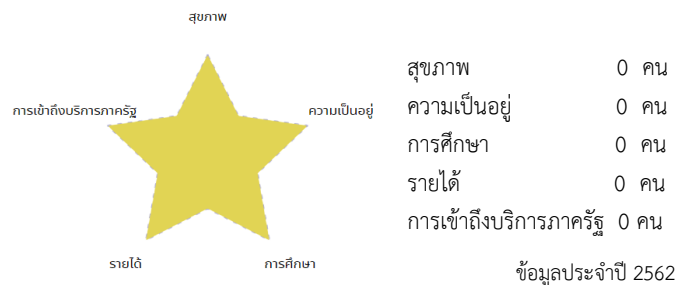 สุขภาพ
การเข้าถึงบริการภาครัฐ
ความเป็นอยู่
รายได้
การศึกษา
สุขภาพ 0 คน
ความเป็นอยู่ 0 คน
การศึกษา 0 คน
รายได้ 0 คน
การเข้าถึงบริการภาครัฐ 0 คน
ข้อมูลประจำปี 2562